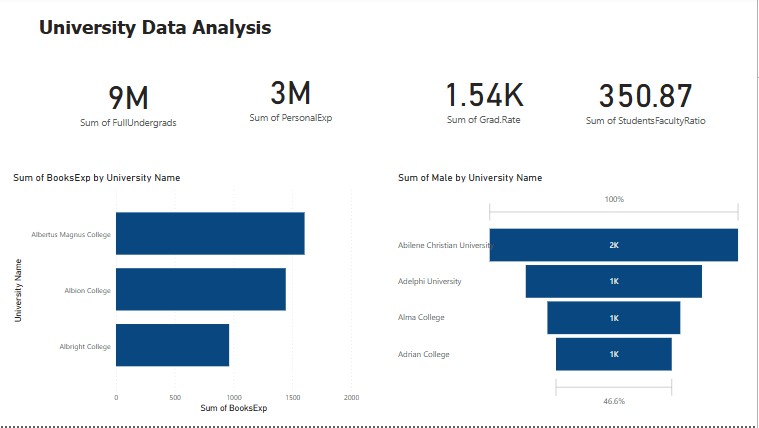 University Data Analysis
9M
Sum of FullUndergrads
3M
Sum of PersonalExp
1.54K
Sum of Grad.Rate
350.87
Sum of StudentsFacultyRatio
Sum of BooksExp by University Name
University Name
Albertus Magnus College
Albion College
Albright College
0 500 1000 1500 2000
Sum of BooksExp
Sum of Male by University Name
100%
Abilene Christian University 2K
Adelphi University 1K
Alma College 1K
Adrian College 1K
46.6%